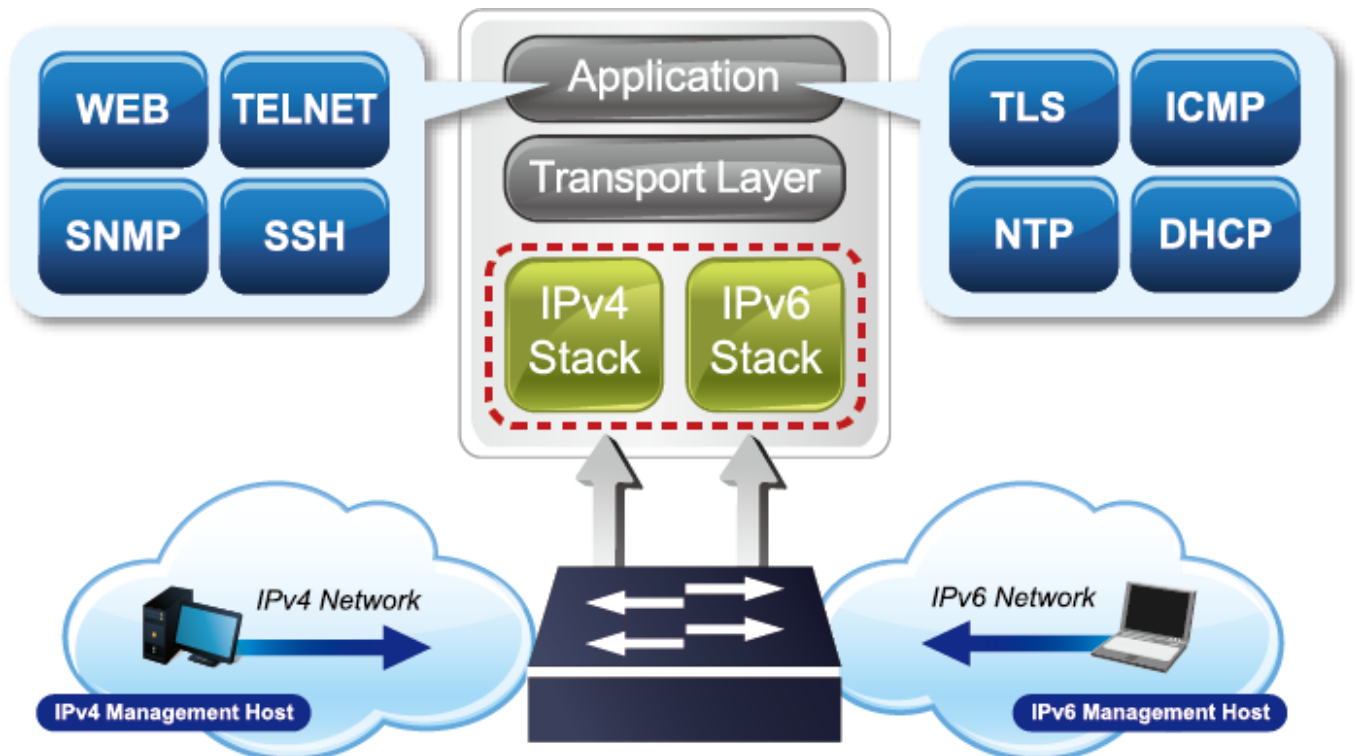 WEB
TELNET
SNMP
SSH
Application
Transport Layer
IPv4
Stack
IPv6
Stack
TLS
ICMP
NTP
DHCP
IPv4 Network
IPv4 Management Host
IPv6 Network
IPv6 Management Host